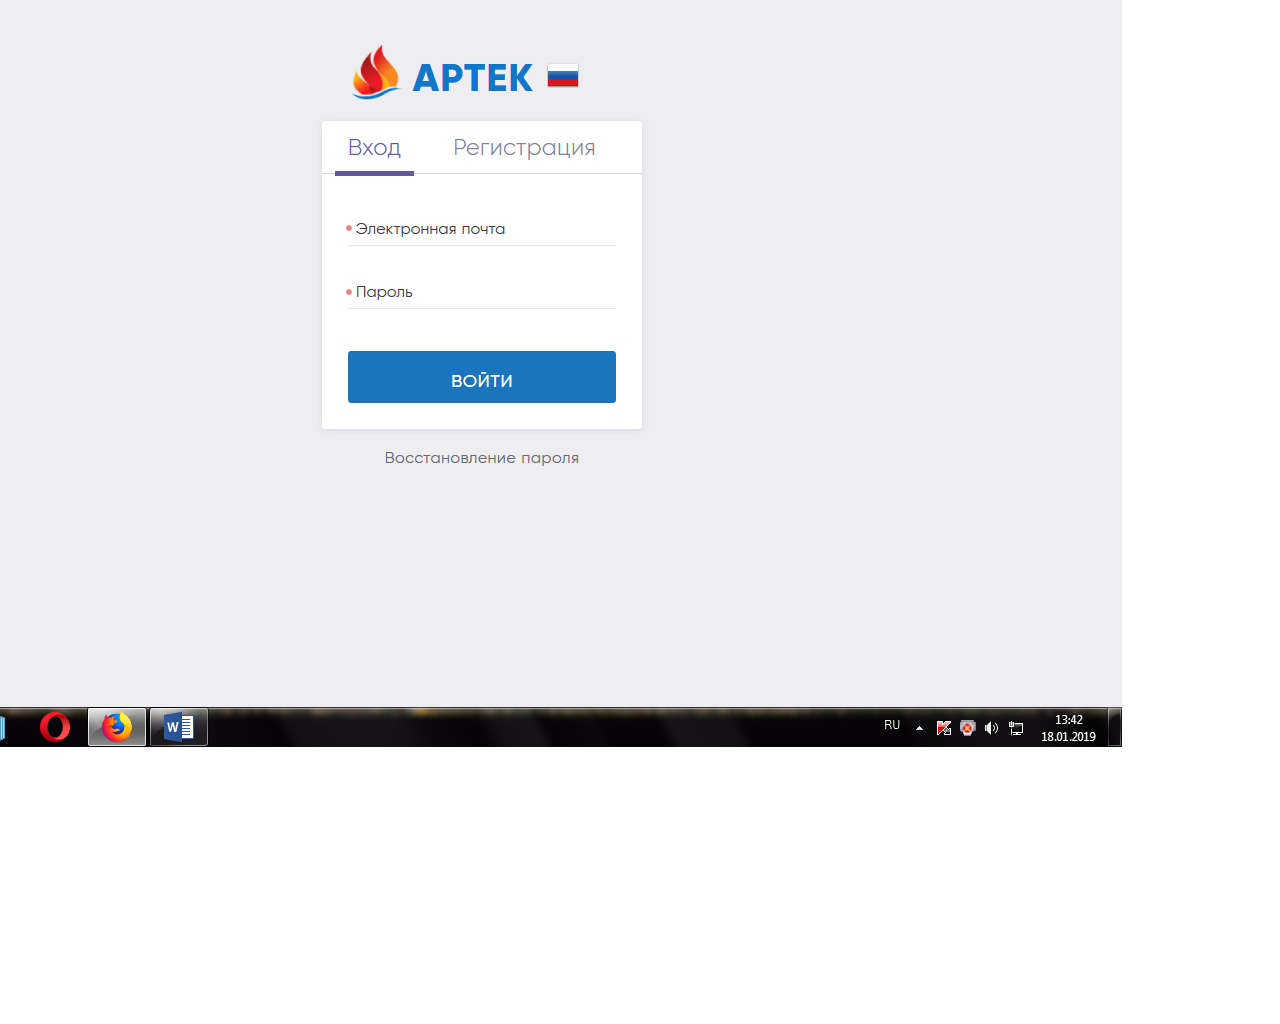 АРТЕК
Вход Регистрация
Электронная почта
Пароль
ВОЙТИ
Восстановление пароля
W RU 13:42
18.01.2019